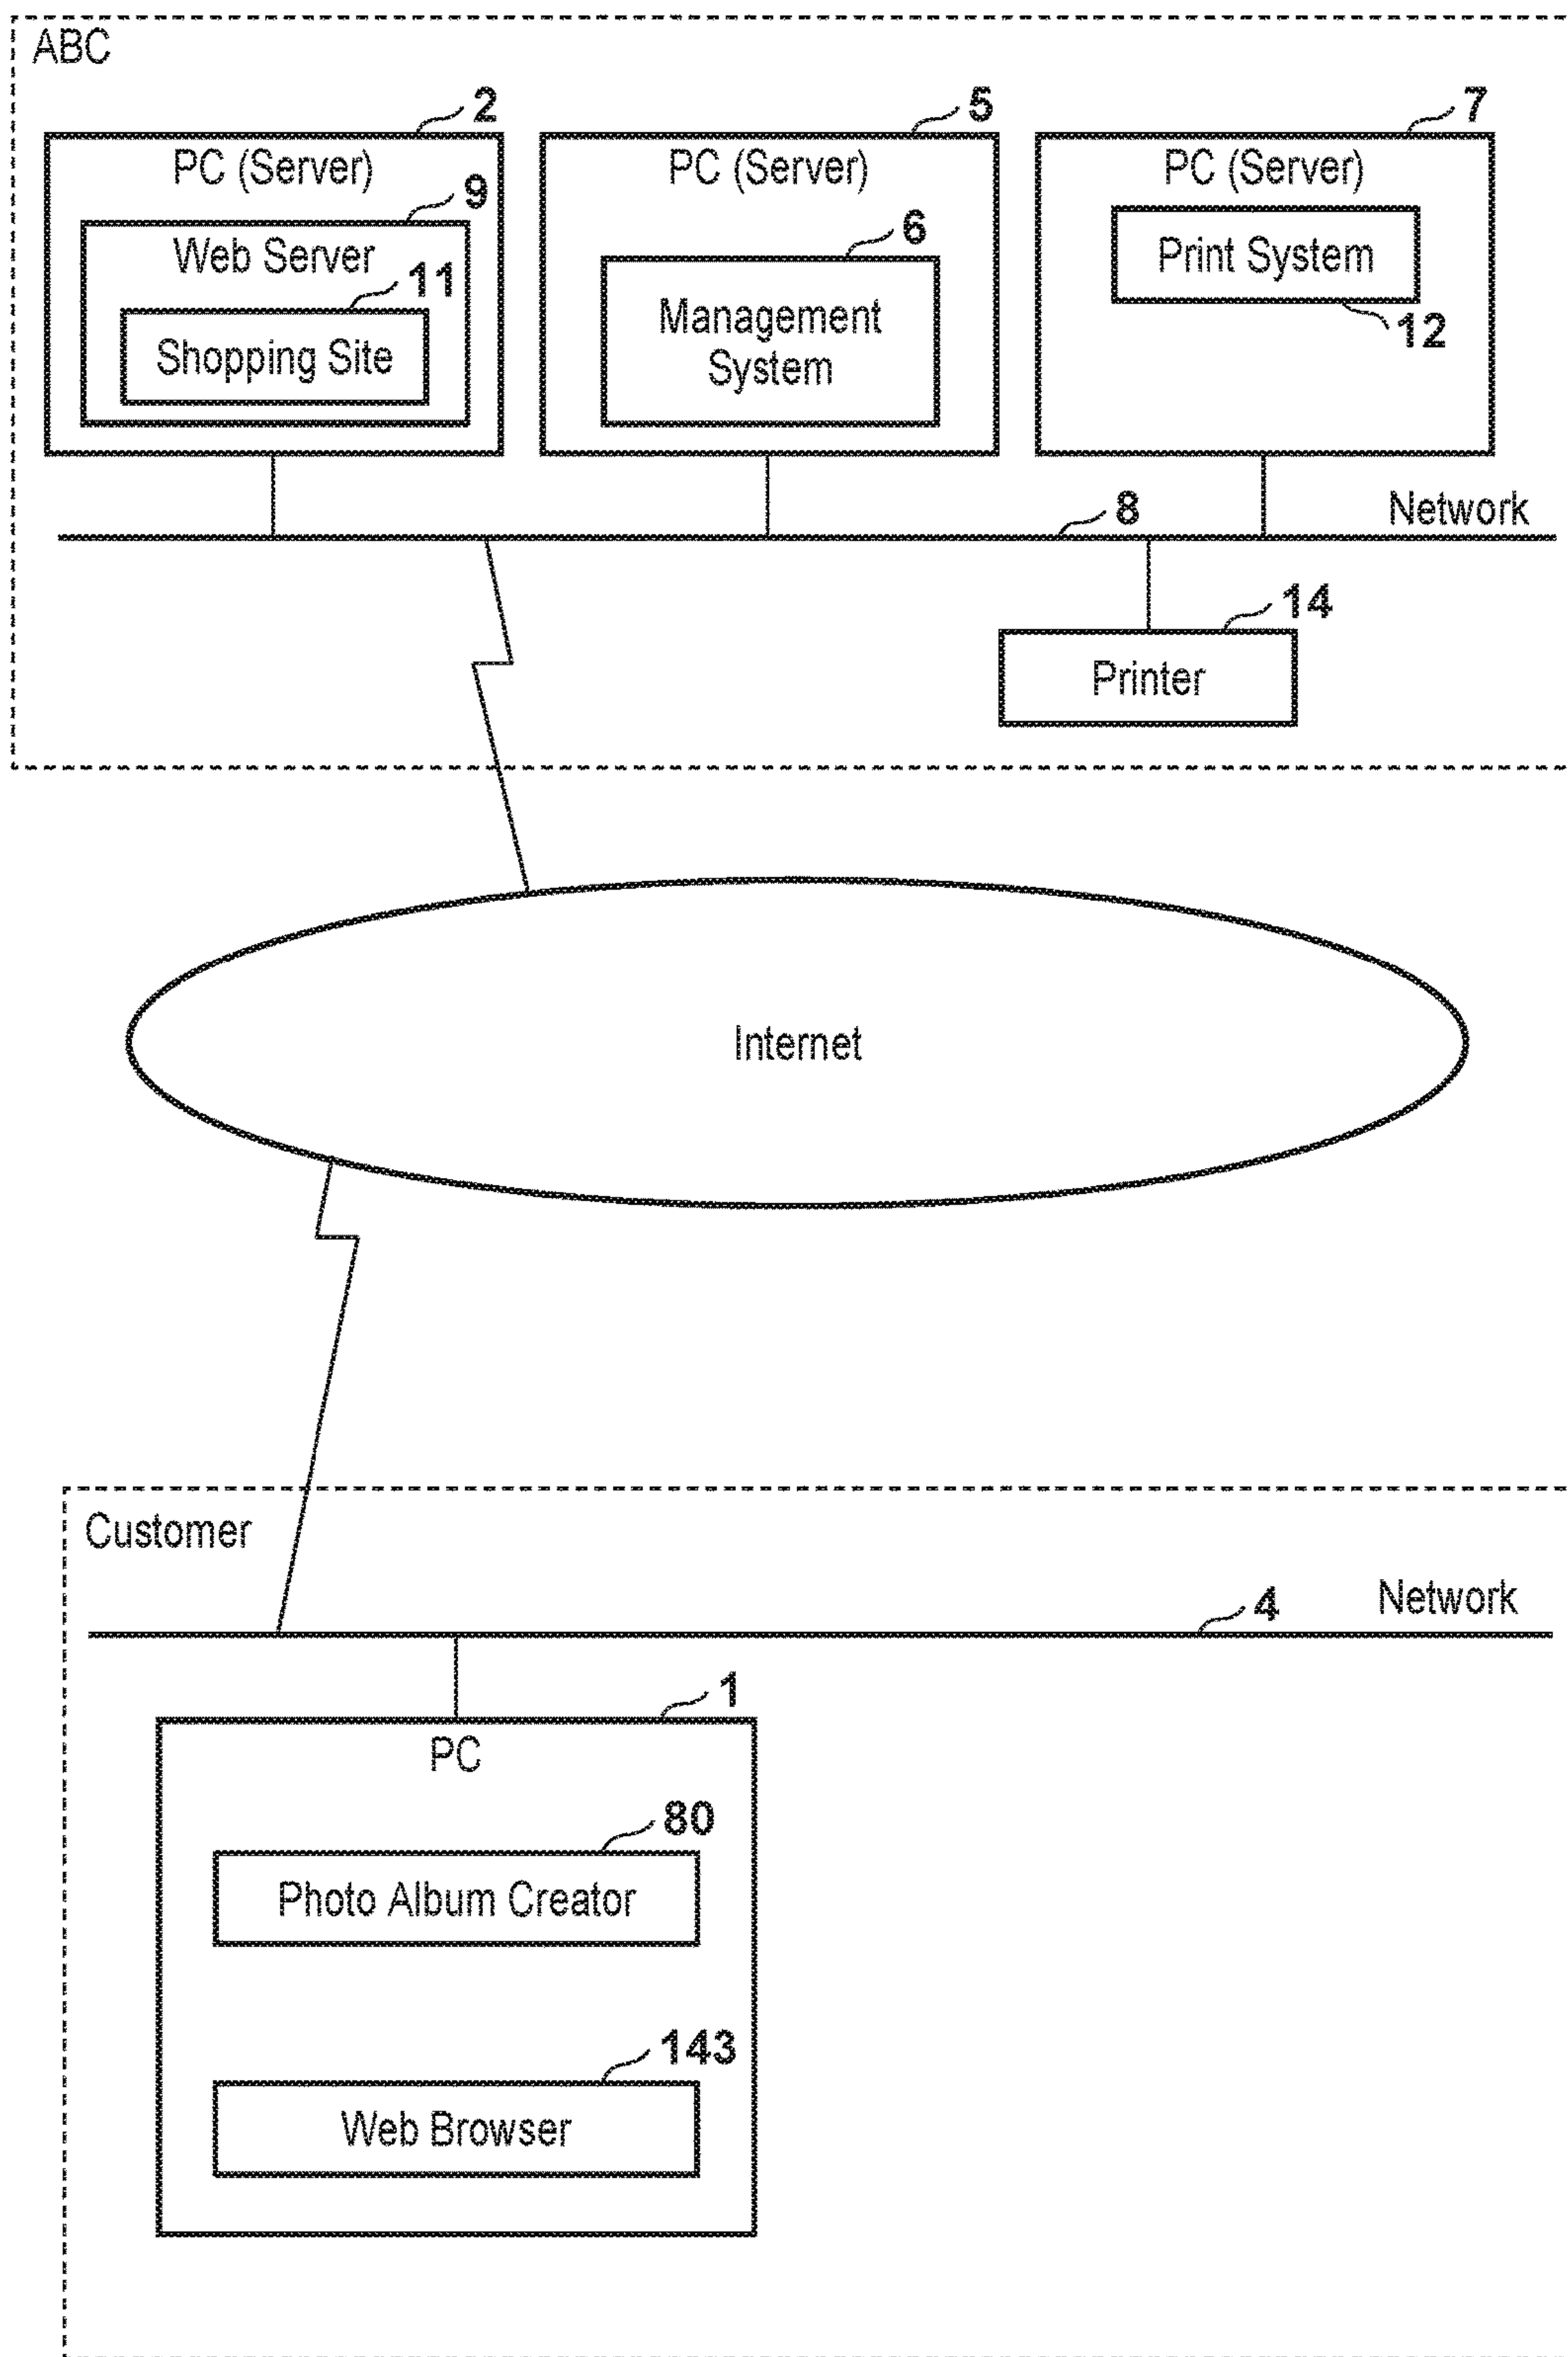 ABC
2
5
7
PC (Server)
PC (Server)
PC (Server)
9
6
Web Server
Print System
11
12
Shopping Site
Management
System
8
Network
14
Printer
Internet
Customer
4
Network
1
PC
80
Photo Album Creator
143
Web Browser